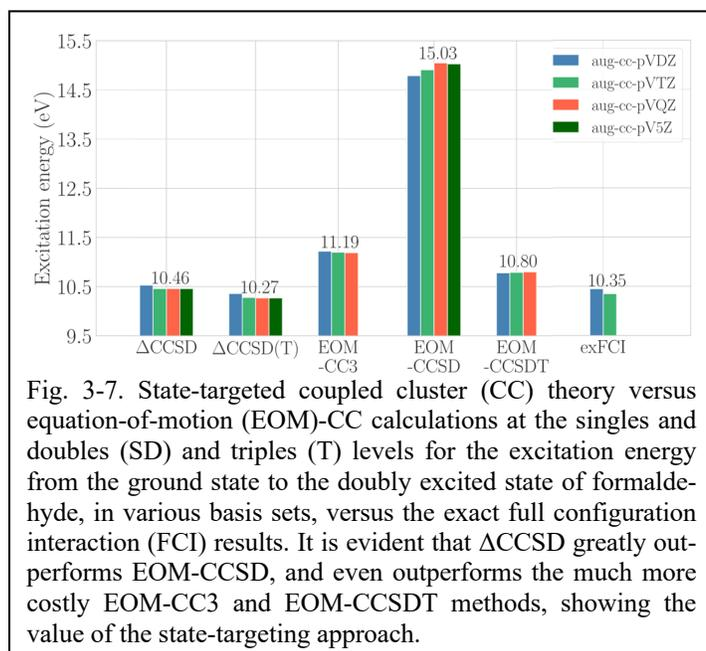 15.5
15.03
aug-cc-pVDZ
aug-cc-pVTZ
aug-cc-pVQZ
aug-cc-pV5Z
14.5
13.5
12.5
11.5
11.19
10.80
10.46
10.27
10.35
10.5
9.5
Excitation energy (eV)
ΔCCSD ΔCCSD(T) EOM EOM EOM exFCI
-CC3 -CCSD -CCSDT
Fig. 3-7. State-targeted coupled cluster (CC) theory versus
equation-of-motion (EOM)-CC calculations at the singles and
doubles (SD) and triples (T) levels for the excitation energy
from the ground state to the doubly excited state of formalde-
hyde, in various basis sets, versus the exact full configuration
interaction (FCI) results. It is evident that ΔCCSD greatly out-
performs EOM-CCSD, and even outperforms the much more
costly EOM-CC3 and EOM-CCSDT methods, showing the
value of the state-targeting approach.